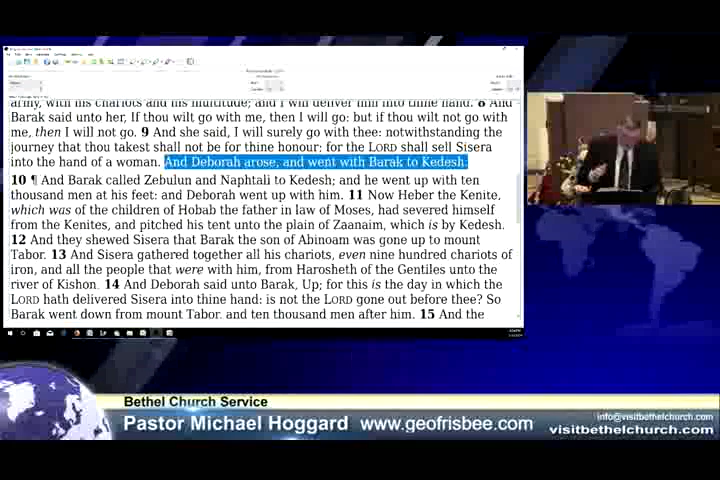 army, with his chariots and his multitude; and I will deliver him into thine hand. 8 And
Barak said unto her, If thou wilt go with me, then I will go: but if thou wilt not go with
me, then I will not go. 9 And she said, I will surely go with thee: notwithstanding the
journey that thou takest shall not be for thine honour; for the LORD shall sell Sisera
into the hand of a woman. And Deborah arose, and went with Barak to Kedesh.
10 ¶ And Barak called Zebulun and Naphtali to Kedesh; and he went up with ten
thousand men at his feet: and Deborah went up with him. 11 Now Heber the Kenite,
which was of the children of Hobab the father in law of Moses, had severed himself
from the Kenites, and pitched his tent unto the plain of Zaanaim, which is by Kedesh.
12 And they shewed Sisera that Barak the son of Abinoam was gone up to mount
Tabor. 13 And Sisera gathered together all his chariots, even nine hundred chariots of
iron, and all the people that were with him, from Harosheth of the Gentiles unto the
river of Kishon. 14 And Deborah said unto Barak, Up; for this is the day in which the
LORD hath delivered Sisera into thine hand: is not the LORD gone out before thee? So
Barak went down from mount Tabor, and ten thousand men after him. 15 And the
Bethel Church Service
Pastor Michael Hoggard www.geofrisbee.com
info@visitbethelchurch.com
visitbethelchurch.com